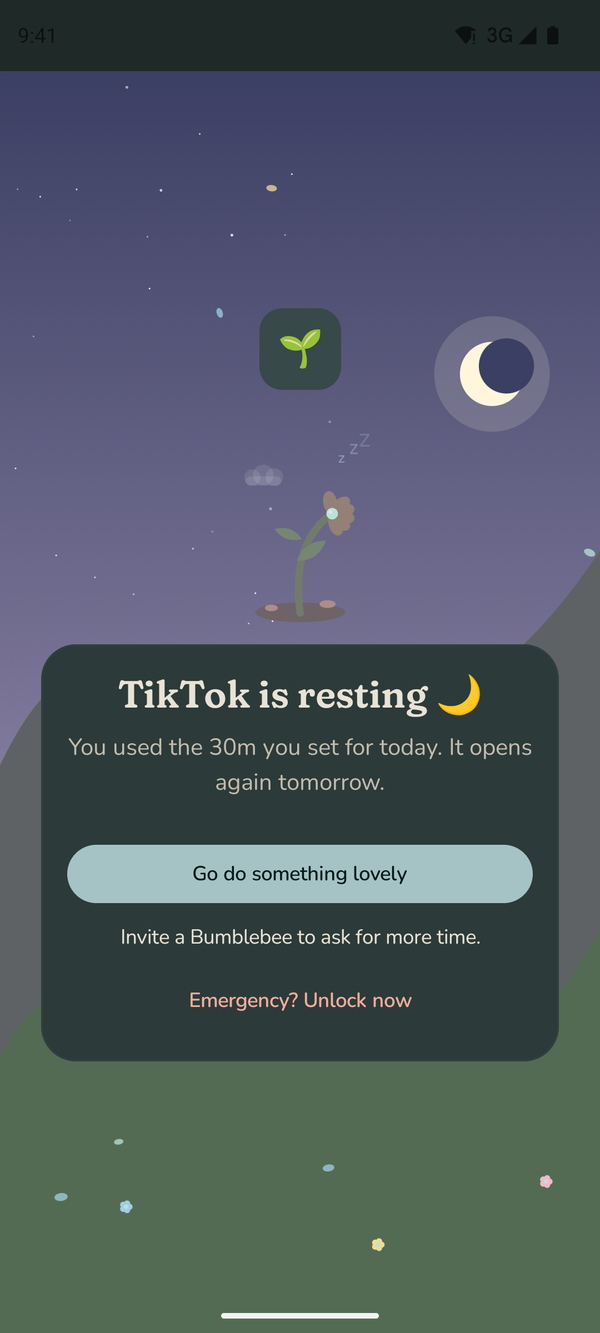 9:41
3G
z z Z
TikTok is resting 🌙
You used the 30m you set for today. It opens
again tomorrow.
Go do something lovely
Invite a Bumblebee to ask for more time.
Emergency? Unlock now